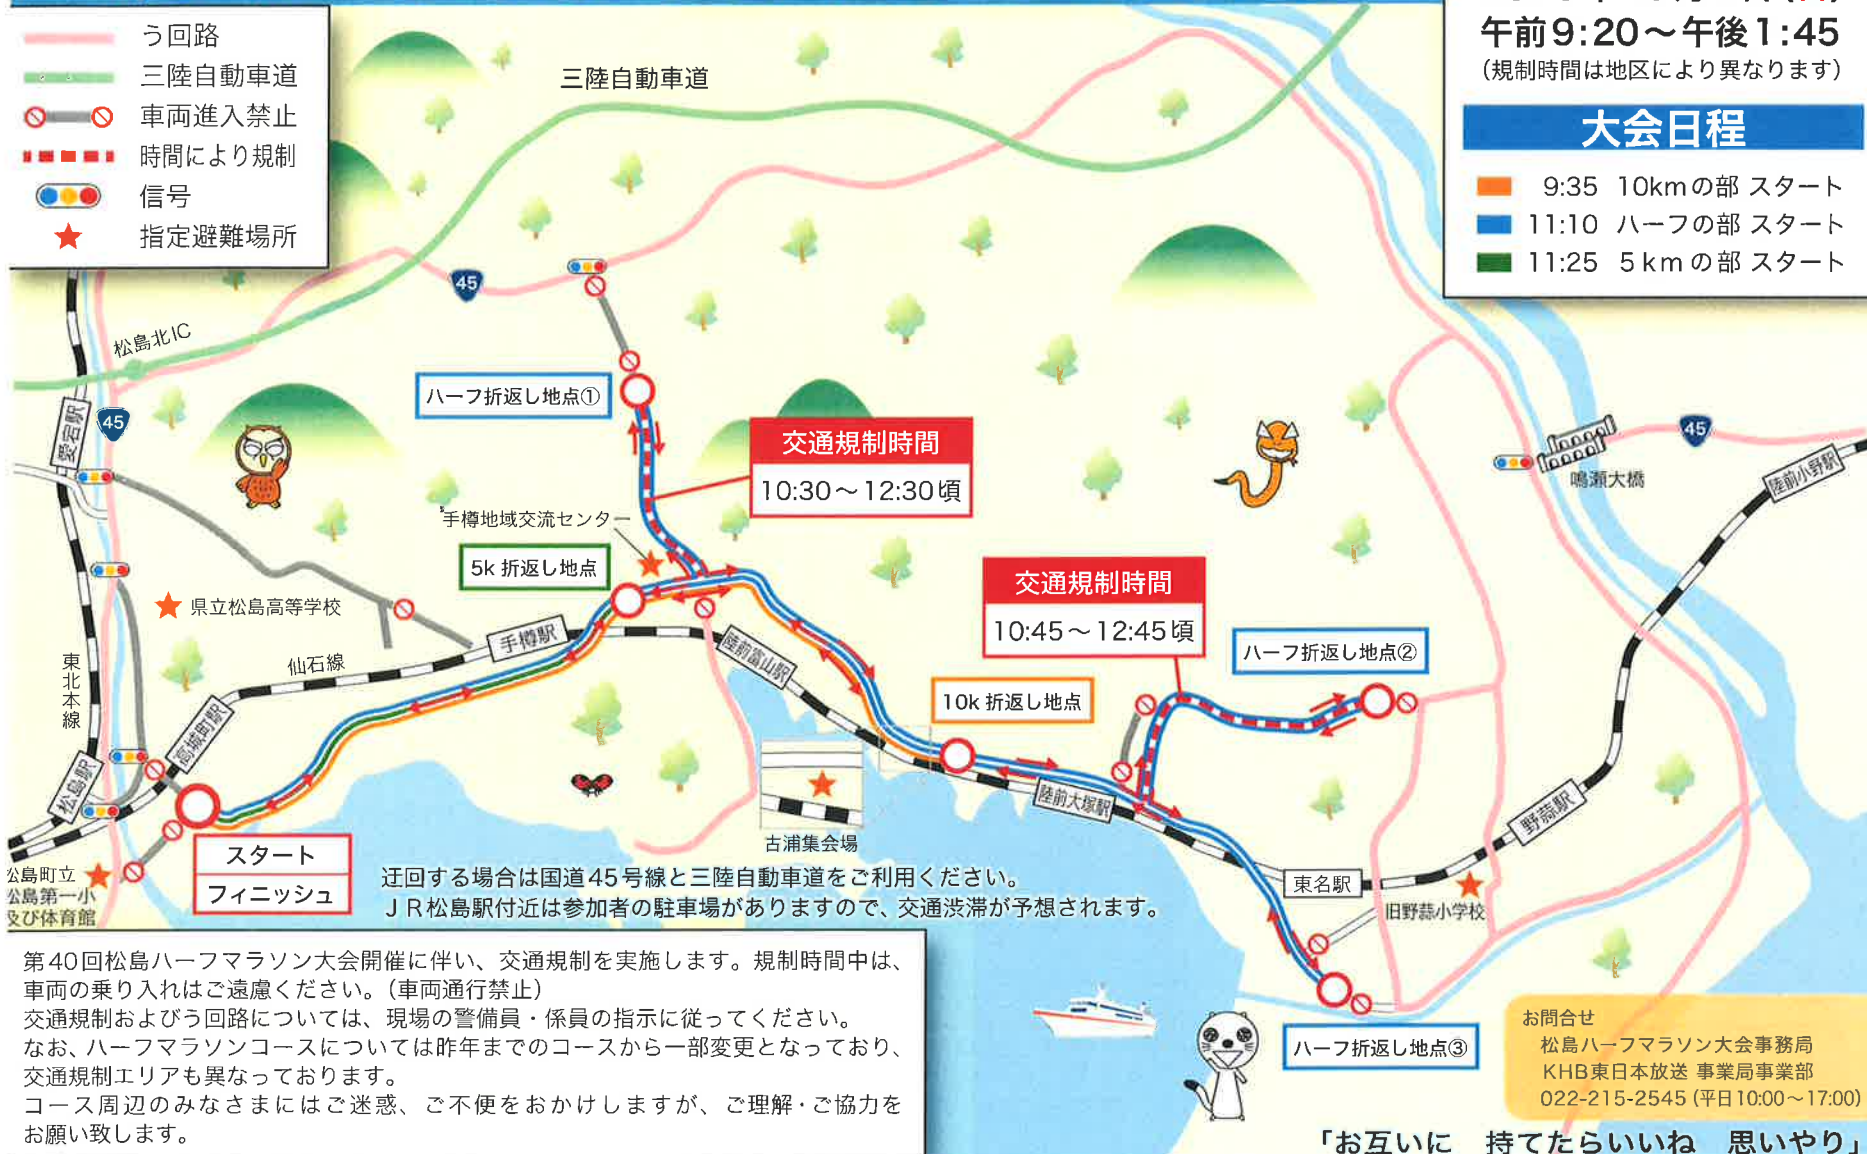 う回路
三陸自動車道
車両進入禁止
時間により規制
信号
指定避難場所
午前9:20～午後1:45
(規制時間は地区により異なります)
大会日程
9:35 10kmの部 スタート
11:10 ハーフの部 スタート
11:25 5kmの部 スタート
三陸自動車道
45
松島北IC
45
愛宕駅
ハーフ折返し地点①
交通規制時間
10:30～12:30頃
手樽地域交流センター
5k 折返し地点
県立松島高等学校
手樽駅
仙石線
東北本線
高城町駅
松島駅
陸前富山駅
交通規制時間
10:45～12:45頃
ハーフ折返し地点②
10k 折返し地点
45
鳴瀬大橋
陸前小野駅
陸前大塚駅
野蒜駅
東名駅
旧野蒜小学校
古浦集会場
スタート
フィニッシュ
松島町立
松島第一小
及び体育館
迂回する場合は国道45号線と三陸自動車道をご利用ください。
JR松島駅付近は参加者の駐車場がありますので、交通渋滞が予想されます。
ハーフ折返し地点③
第40回松島ハーフマラソン大会開催に伴い、交通規制を実施します。規制時間中は、
車両の乗り入れはご遠慮ください。(車両通行禁止)
交通規制およびう回路については、現場の警備員・係員の指示に従ってください。
なお、ハーフマラソンコースについては昨年までのコースから一部変更となっており、
交通規制エリアも異なっております。
コース周辺のみなさまにはご迷惑、ご不便をおかけしますが、ご理解・ご協力を
お願い致します。
お問合せ
松島ハーフマラソン大会事務局
KHB東日本放送 事業局事業部
022-215-2545 (平日10:00～17:00)
「お互いに 持てたらいいね 思いやり」